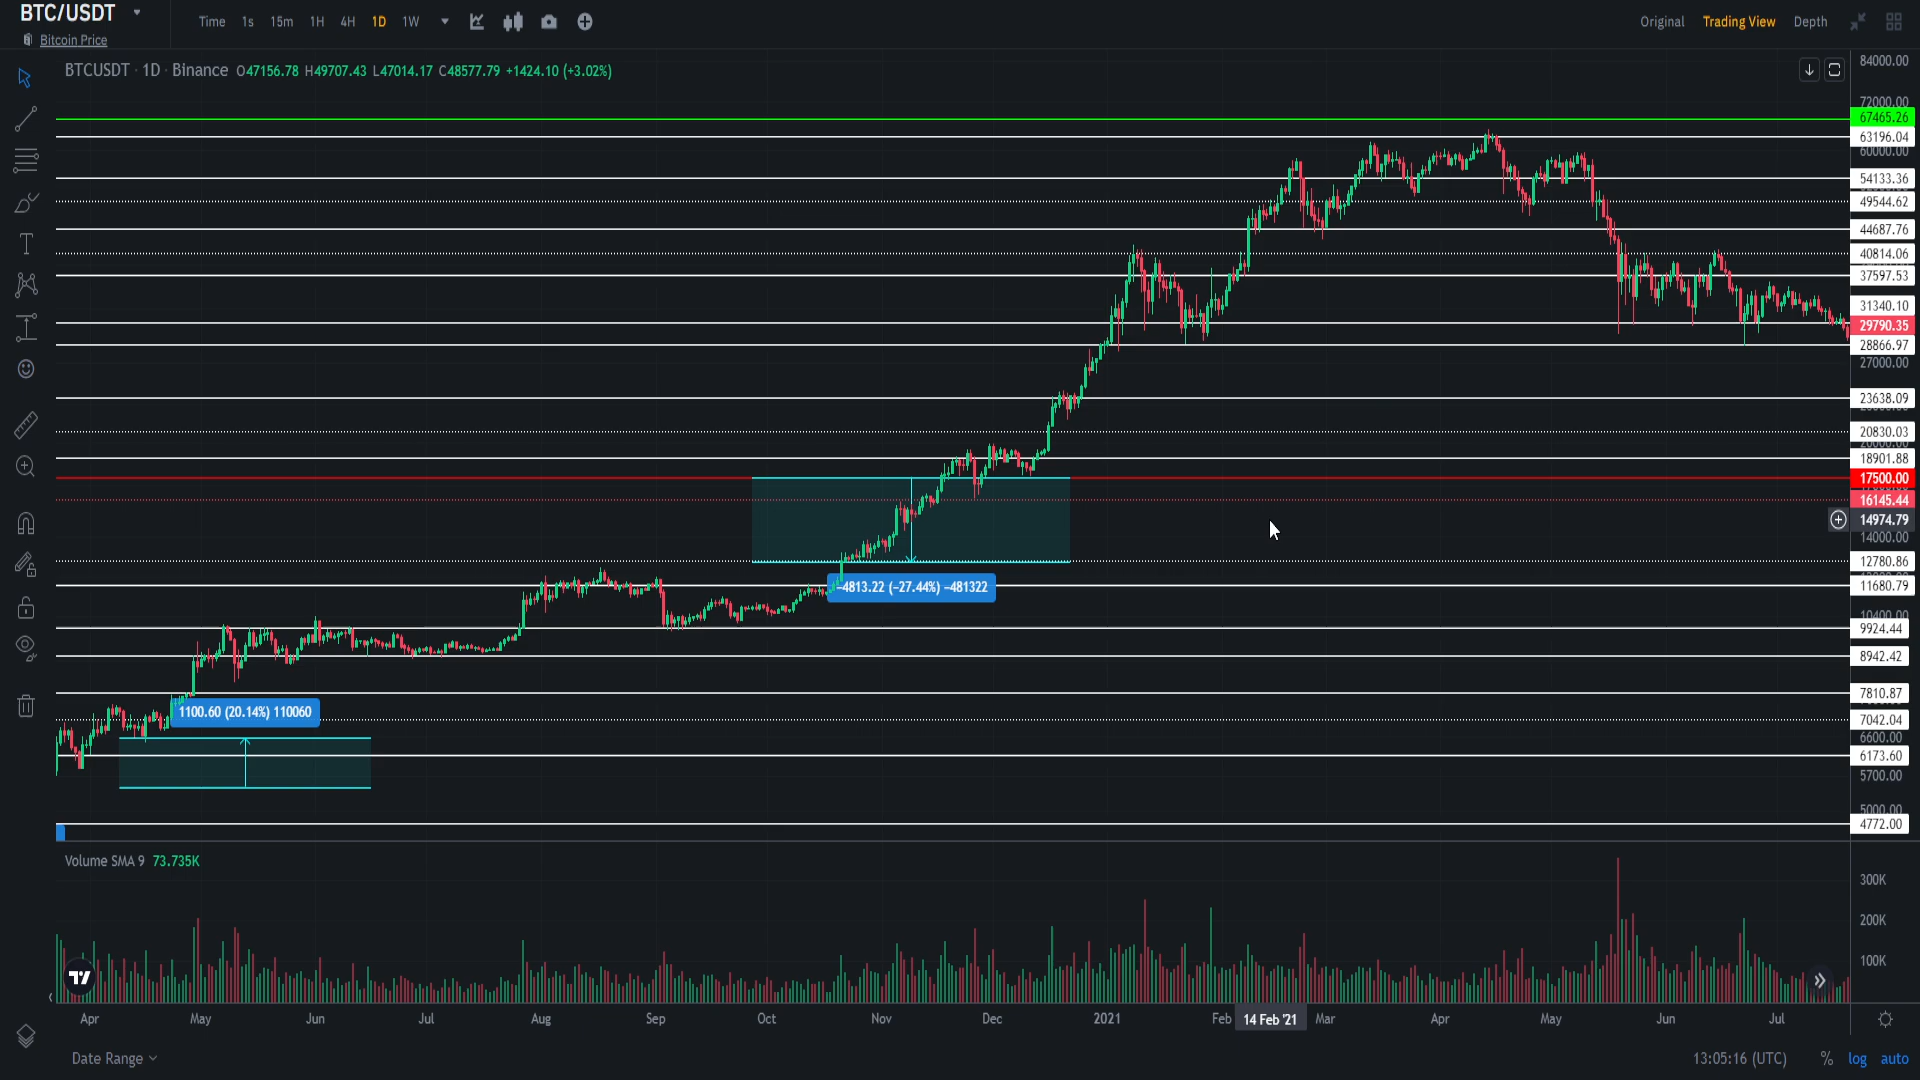 BTC/USDT
Bitcoin Price
Time 1s 15m 1H 4H 1D 1W
Original Trading View Depth
BTCUSDT · 1D · Binance O47156.78 H49707.43 L47014.17 C48577.79 +1424.10 (+3.02%)
84000.00
72000.00
67465.26
63196.04
60000.00
54133.36
49544.62
44687.76
40814.06
37597.53
31340.10
29790.35
28866.97
27000.00
23638.09
20830.03
18901.88
17500.00
16145.44
14974.79
14000.00
12780.86
11680.79
10400.00
9924.44
8942.42
7810.87
7042.04
6600.00
6173.60
5700.00
5000.00
4772.00
−4813.22 (−27.44%) −481322
1100.60 (20.14%) 110060
Volume SMA 9 73.735K
300K
200K
100K
Apr May Jun Jul Aug Sep Oct Nov Dec 2021 Feb 14 Feb '21 Mar Apr May Jun Jul
Date Range
13:05:16 (UTC) % log auto